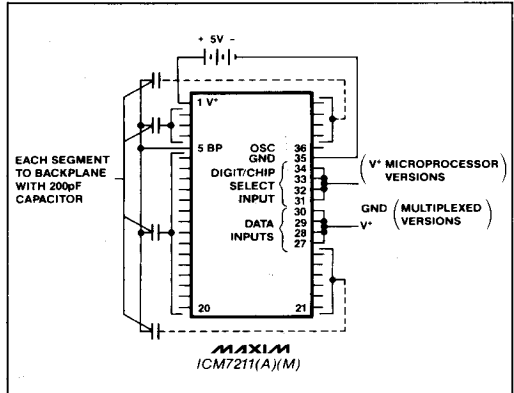 + 5V -
1 V+
5 BP
OSC 36
GND 35
34
DIGIT/CHIP 33
SELECT 32
INPUT 31
30
DATA 29
INPUTS 28
27
20
21
EACH SEGMENT
TO BACKPLANE
WITH 200pF
CAPACITOR
(V+ MICROPROCESSOR
VERSIONS)
GND (MULTIPLEXED
V+ VERSIONS)
MAXIM
ICM7211(A)(M)